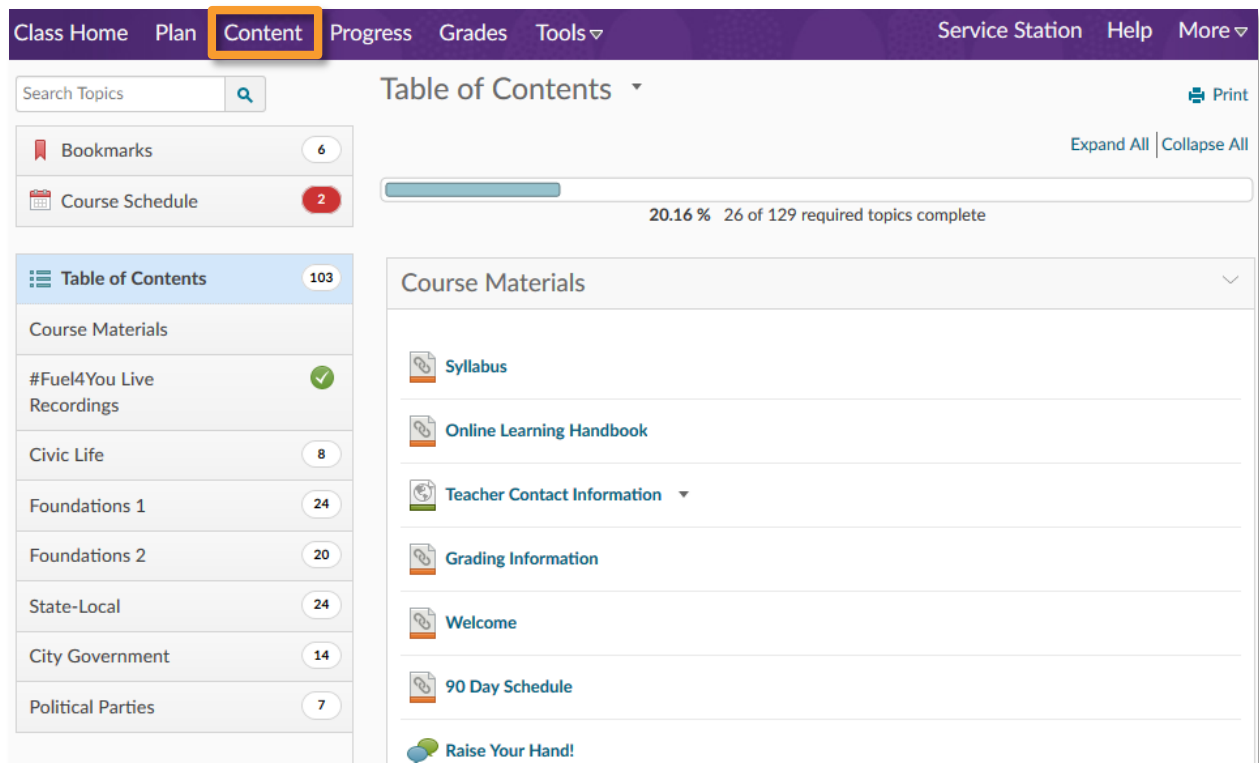 Class Home Plan Content Progress Grades Tools Service Station Help More
Search Topics
Bookmarks 6
Course Schedule 2
Table of Contents 103
Course Materials
#Fuel4You Live
Recordings
Civic Life 8
Foundations 1 24
Foundations 2 20
State-Local 24
City Government 14
Political Parties 7
Table of Contents
Print
Expand All Collapse All
20.16 % 26 of 129 required topics complete
Course Materials
Syllabus
Online Learning Handbook
Teacher Contact Information
Grading Information
Welcome
90 Day Schedule
Raise Your Hand!